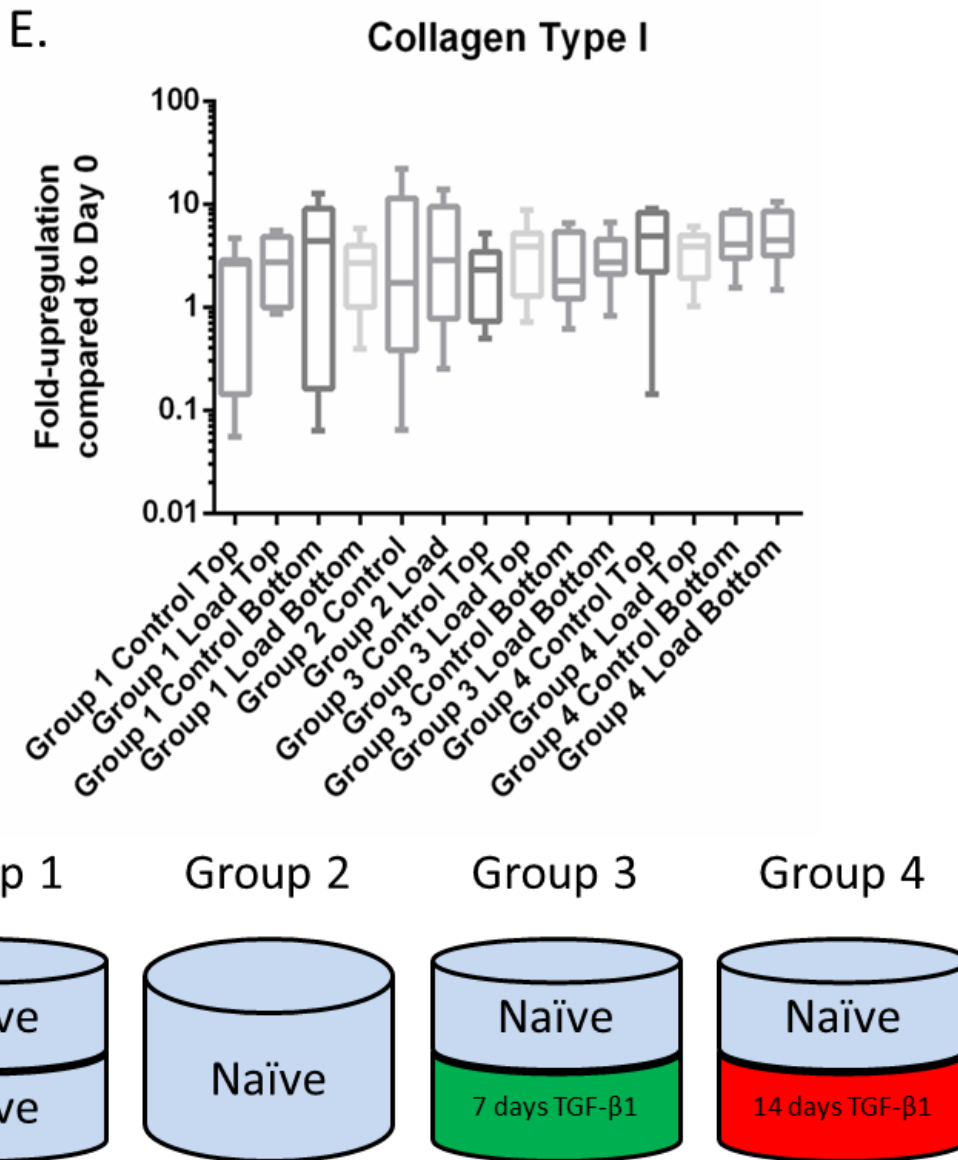 E.
Collagen Type I
Fold-upregulation
compared to Day 0
100
10
1
0.1
0.01
Group 1 Control Top
Group 1 Load Top
Group 1 Control Bottom
Group 1 Load Bottom
Group 2 Control
Group 2 Load
Group 3 Control Top
Group 3 Load Top
Group 3 Control Bottom
Group 3 Load Bottom
Group 4 Control Top
Group 4 Load Top
Group 4 Control Bottom
Group 4 Load Bottom
p 1
Group 2
Group 3
Group 4
ve
ve
Naïve
Naïve
7 days TGF-β1
Naïve
14 days TGF-β1